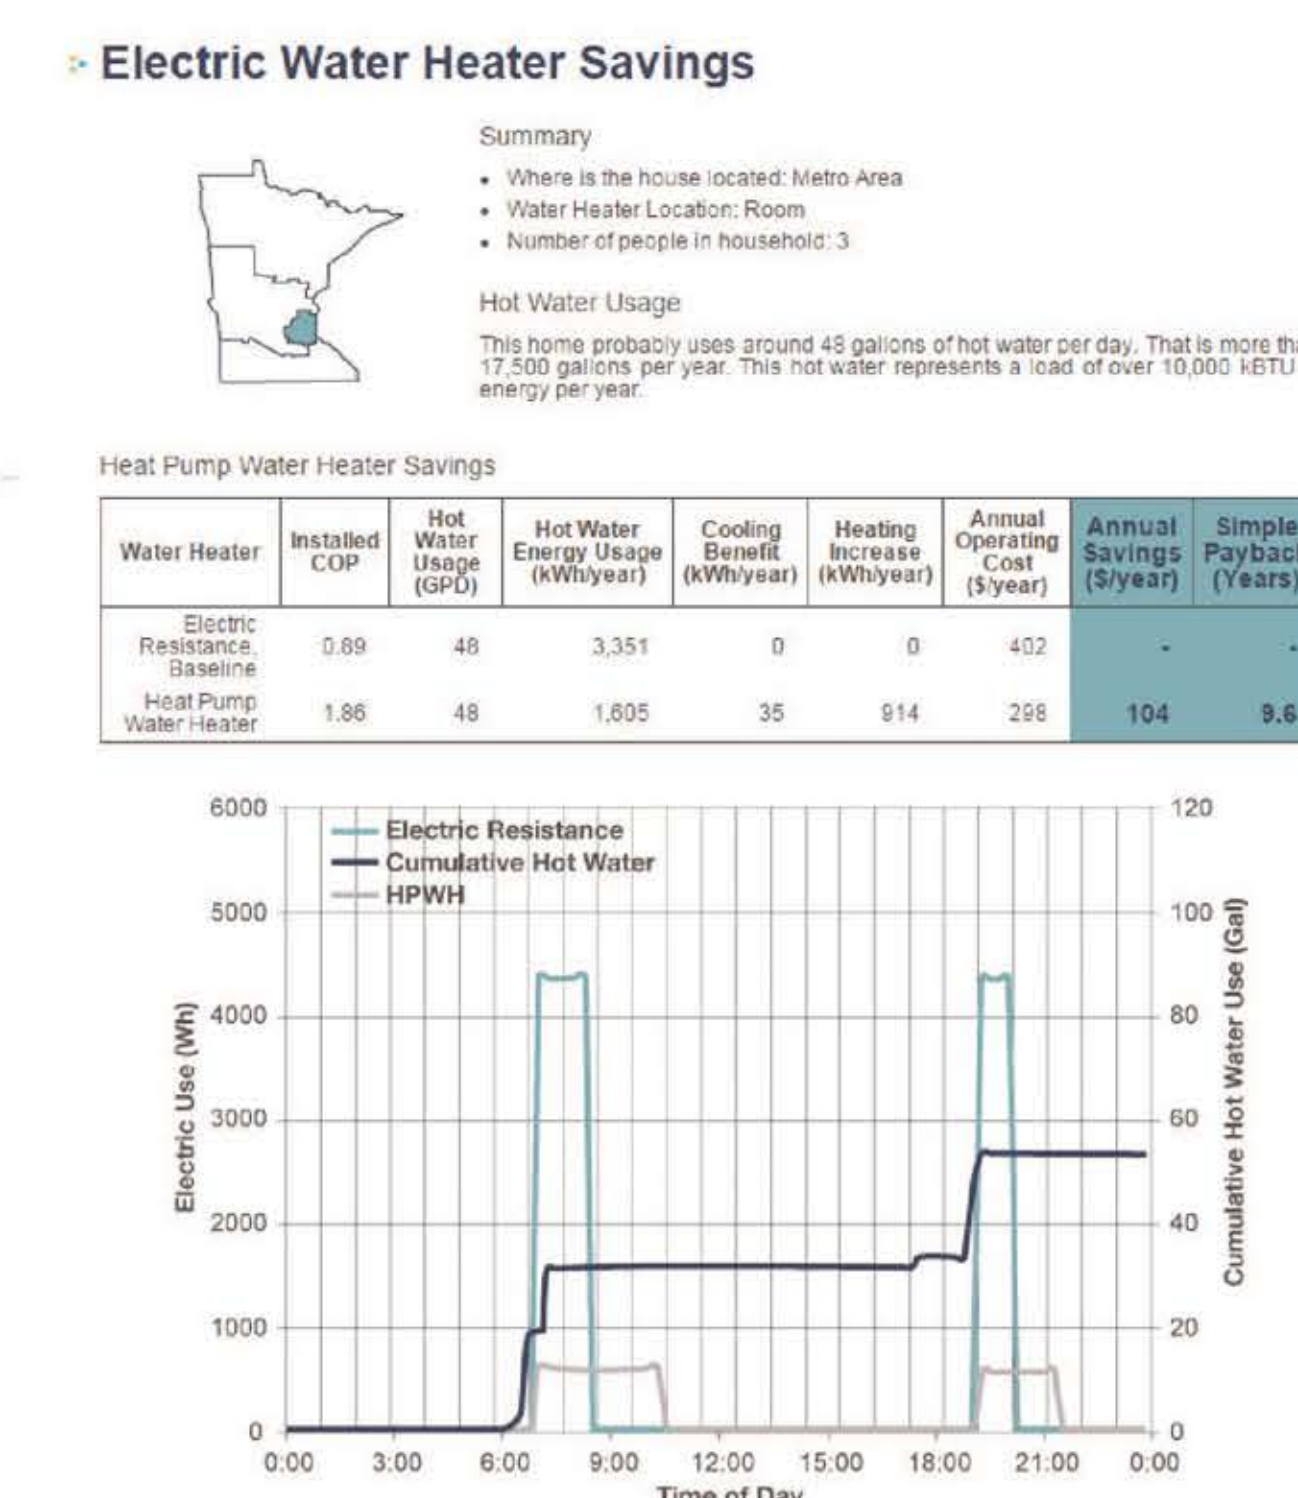 Electric Water Heater Savings
Summary
• Where is the house located: Metro Area
• Water Heater Location: Room
• Number of people in household: 3
Hot Water Usage
This home probably uses around 48 gallons of hot water per day. That is more tha
17,500 gallons per year. This hot water represents a load of over 10,000 kBTU
energy per year.
Heat Pump Water Heater Savings
Water Heater Installed COP Hot Water Usage (GPD) Hot Water Energy Usage (kWh/year) Cooling Benefit (kWh/year) Heating Increase (kWh/year) Annual Operating Cost ($/year) Annual Savings ($/year) Simple Payback (Years)
Electric Resistance, Baseline 0.89 48 3,351 0 0 402 - -
Heat Pump Water Heater 1.86 48 1,605 35 914 298 104 9.6
Electric Resistance
Cumulative Hot Water
HPWH
Electric Use (Wh)
6000
5000
4000
3000
2000
1000
0
120
100
80
60
40
20
0
Cumulative Hot Water Use (Gal)
0:00 3:00 6:00 9:00 12:00 15:00 18:00 21:00 0:00
Time of Day